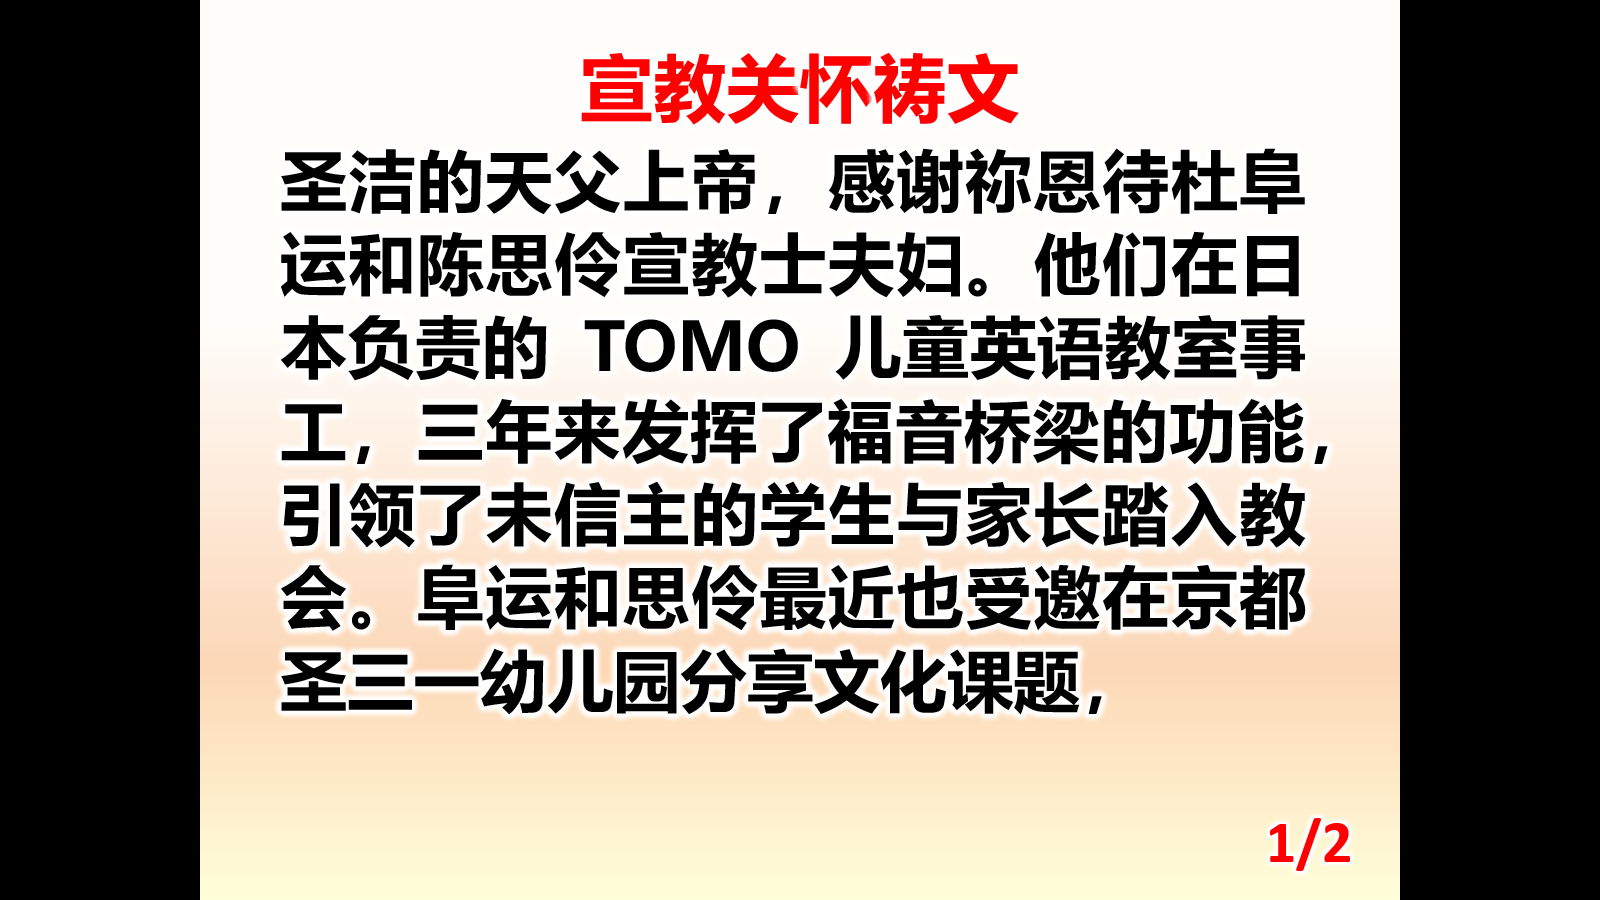 宣教关怀祷文
圣洁的天父上帝，感谢祢恩待杜阜
运和陈思伶宣教士夫妇。他们在日
本负责的 TOMO 儿童英语教室事
工，三年来发挥了福音桥梁的功能，
引领了未信主的学生与家长踏入教
会。阜运和思伶最近也受邀在京都
圣三一幼儿园分享文化课题，
1/2